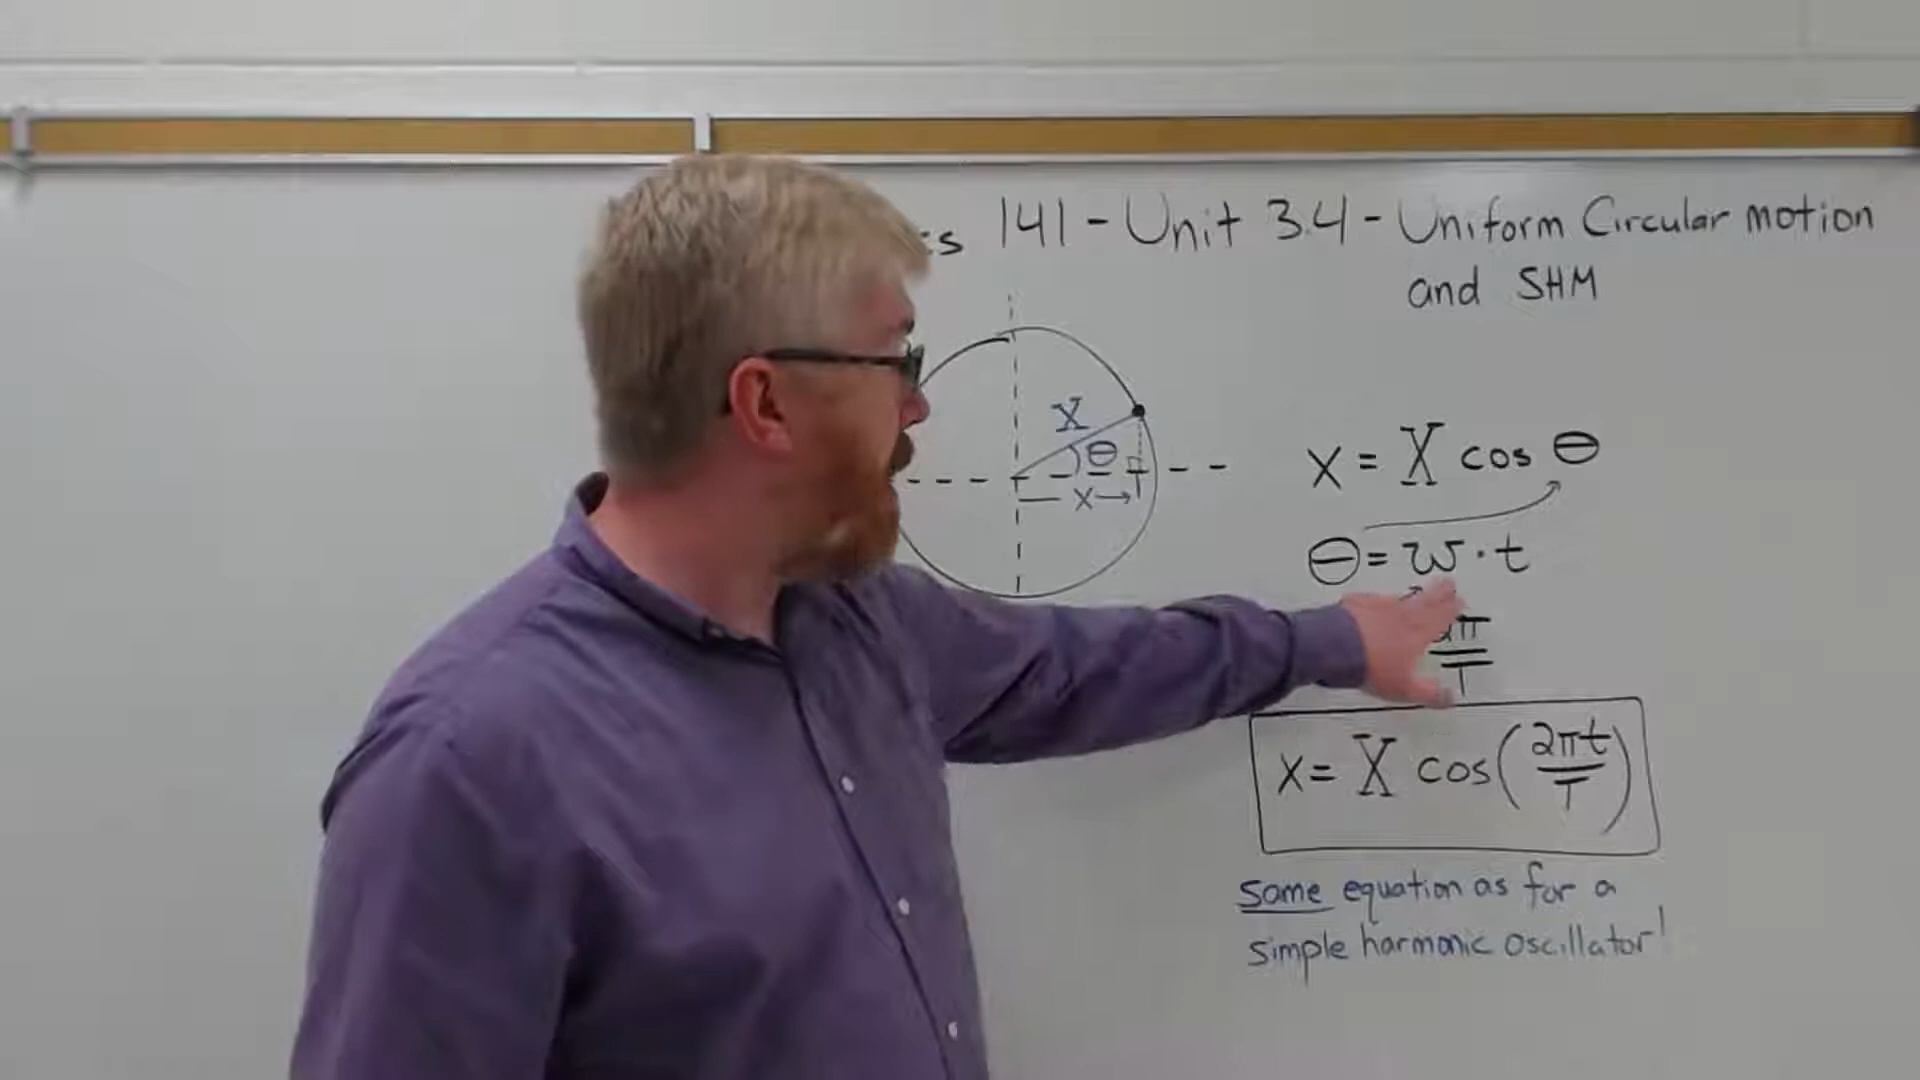 141 - Unit 3.4 - Uniform Circular motion
and SHM
X
θ
x
x = X cos θ
θ = ω · t
2π
T
x = X cos(2πt/T)
Same equation as for a
simple harmonic oscillator!